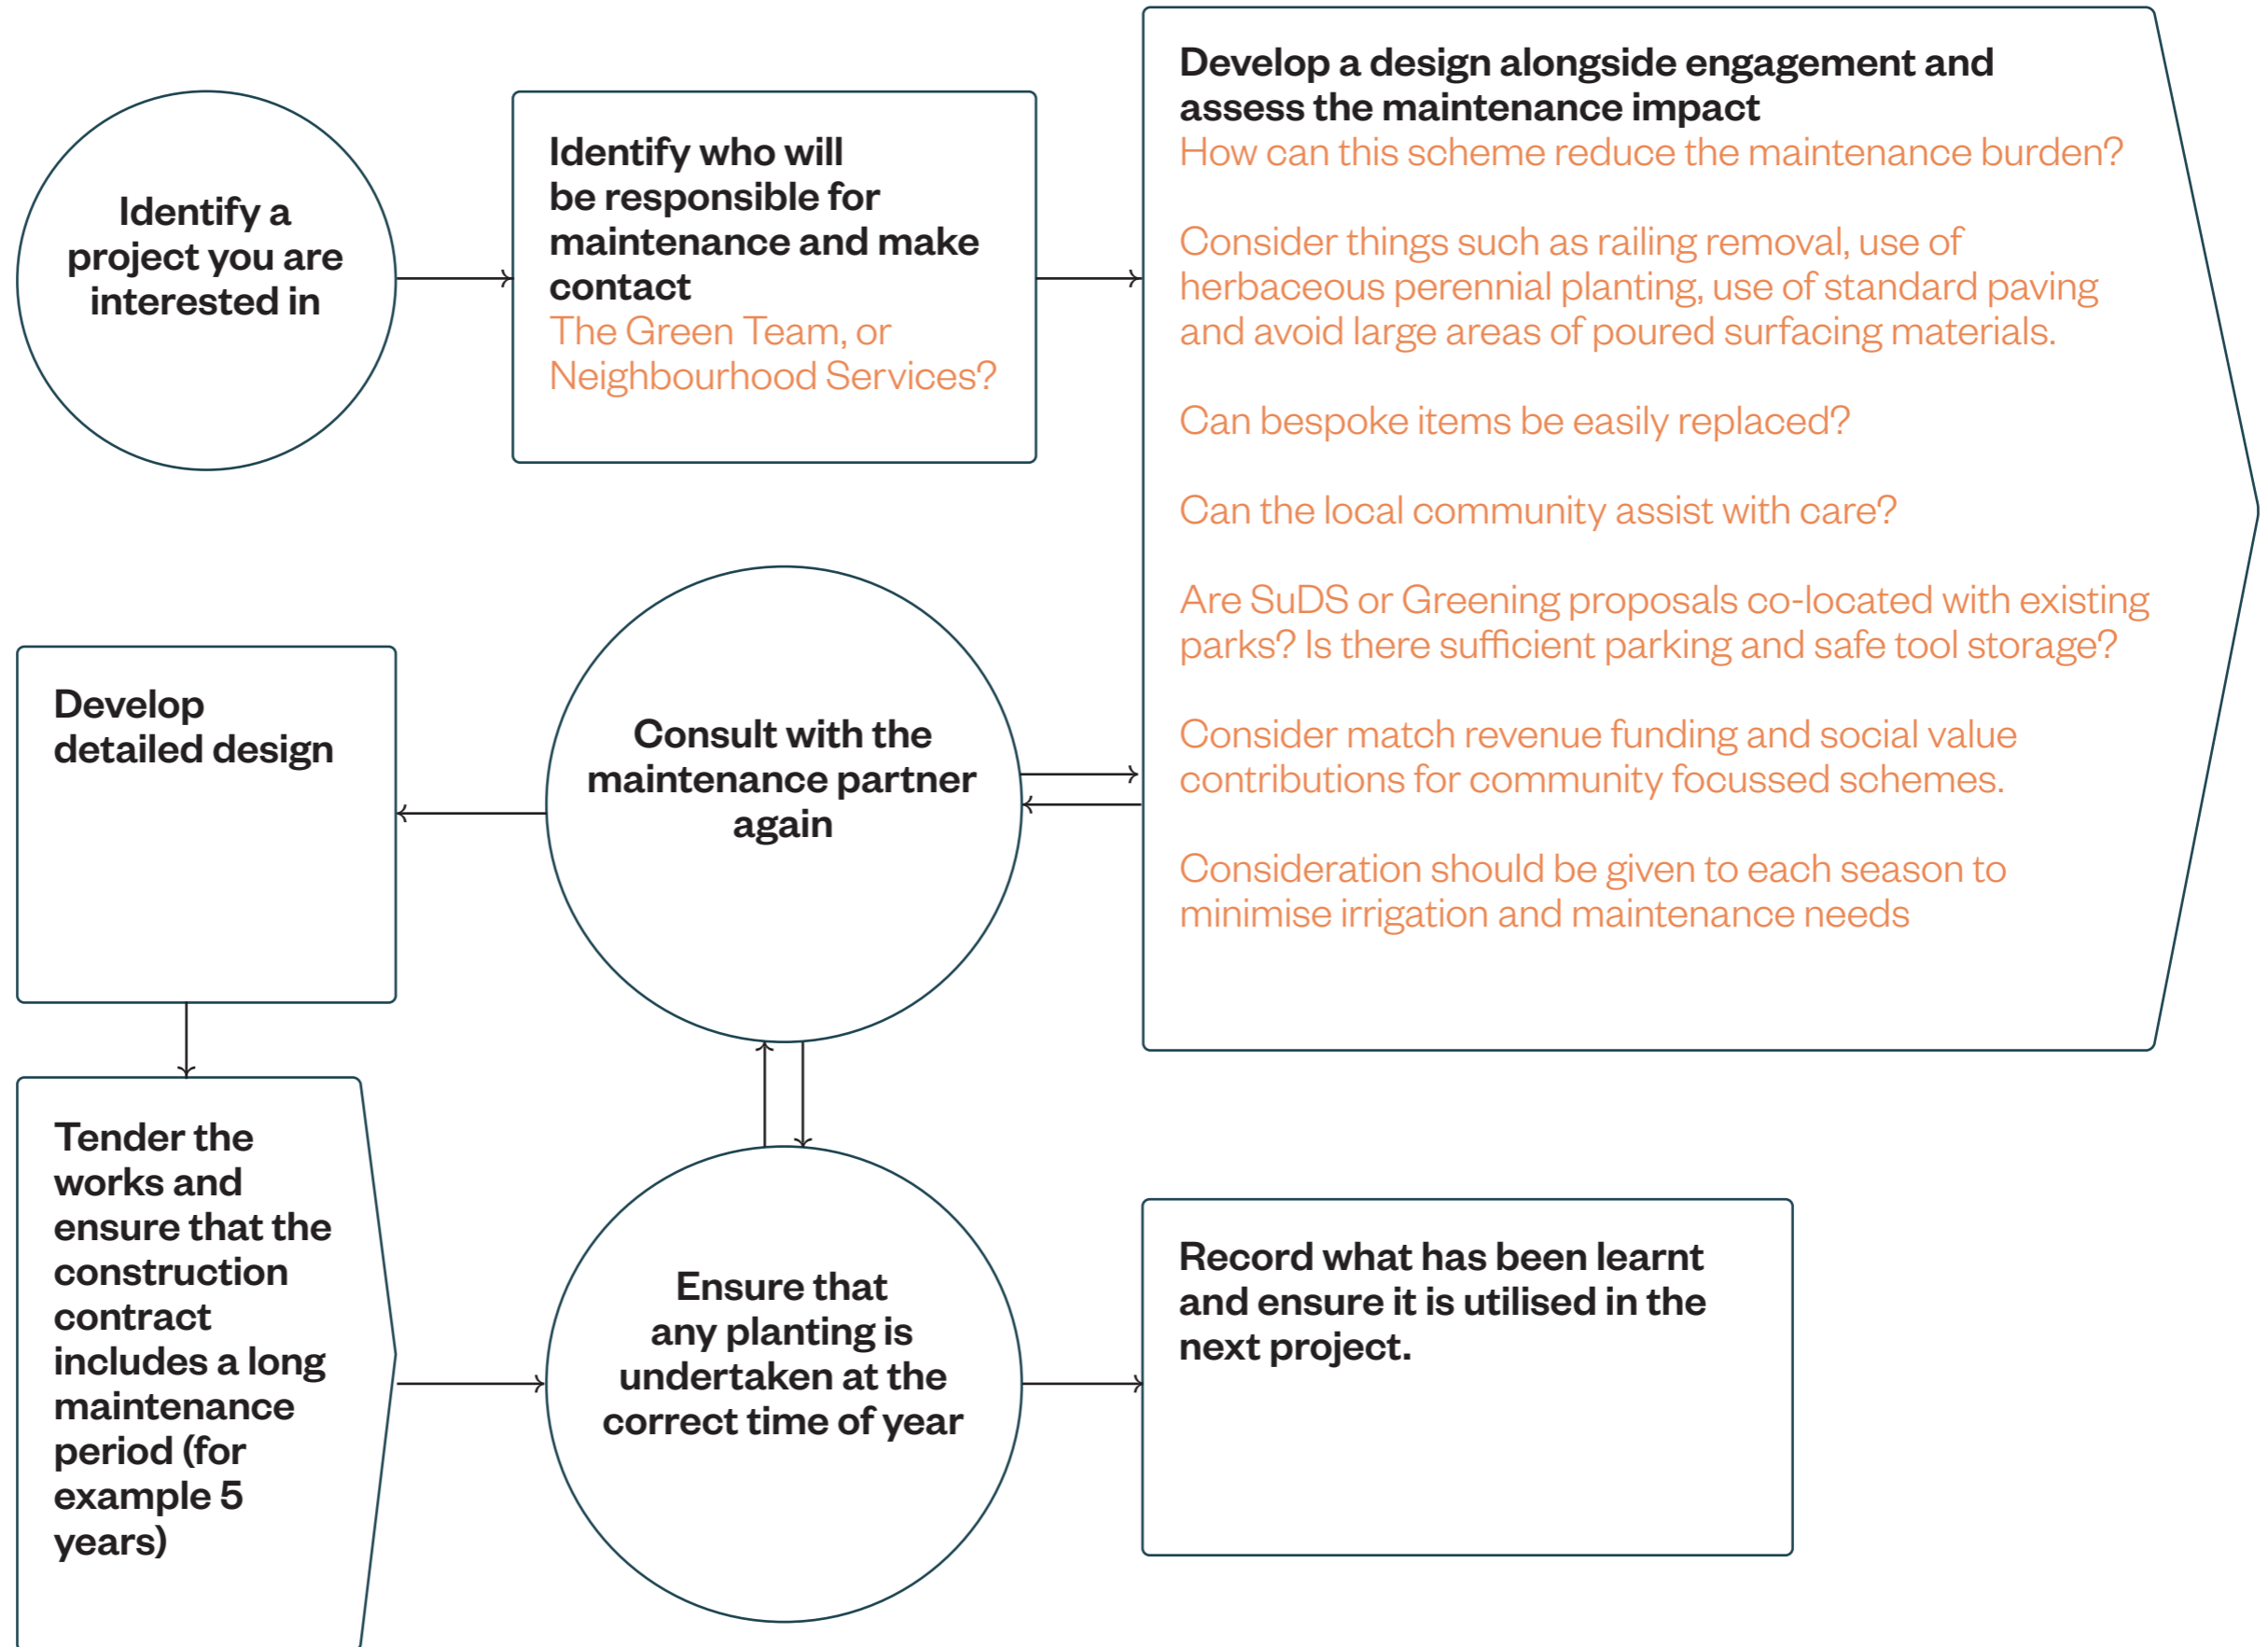 Identify a
project you are
interested in
Identify who will
be responsible for
maintenance and make
contact
The Green Team, or
Neighbourhood Services?
Develop a design alongside engagement and
assess the maintenance impact
How can this scheme reduce the maintenance burden?
Consider things such as railing removal, use of
herbaceous perennial planting, use of standard paving
and avoid large areas of poured surfacing materials.
Can bespoke items be easily replaced?
Can the local community assist with care?
Are SuDS or Greening proposals co-located with existing
parks? Is there sufficient parking and safe tool storage?
Consider match revenue funding and social value
contributions for community focussed schemes.
Consideration should be given to each season to
minimise irrigation and maintenance needs
Consult with the
maintenance partner
again
Develop
detailed design
Tender the
works and
ensure that the
construction
contract
includes a long
maintenance
period (for
example 5
years)
Ensure that
any planting is
undertaken at the
correct time of year
Record what has been learnt
and ensure it is utilised in the
next project.